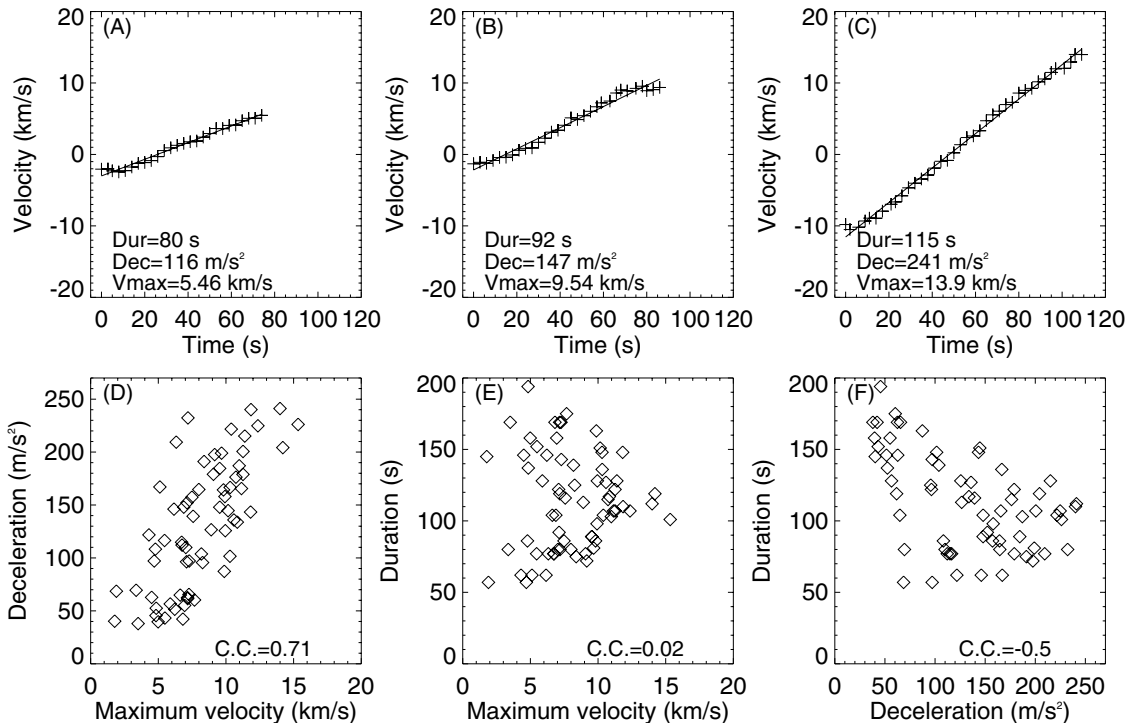 (A)
20
10
0
-10
-20
Velocity (km/s)
Dur=80 s
Dec=116 m/s²
Vmax=5.46 km/s
0 20 40 60 80 100 120
Time (s)
(B)
20
10
0
-10
-20
Velocity (km/s)
Dur=92 s
Dec=147 m/s²
Vmax=9.54 km/s
0 20 40 60 80 100 120
Time (s)
(C)
20
10
0
-10
-20
Velocity (km/s)
Dur=115 s
Dec=241 m/s²
Vmax=13.9 km/s
0 20 40 60 80 100 120
Time (s)
(D)
250
200
150
100
50
0
Deceleration (m/s²)
C.C.=0.71
0 5 10 15 20
Maximum velocity (km/s)
(E)
200
150
100
50
0
Duration (s)
C.C.=0.02
0 5 10 15 20
Maximum velocity (km/s)
(F)
200
150
100
50
0
Duration (s)
C.C.=-0.5
0 50 100 150 200 250
Deceleration (m/s²)